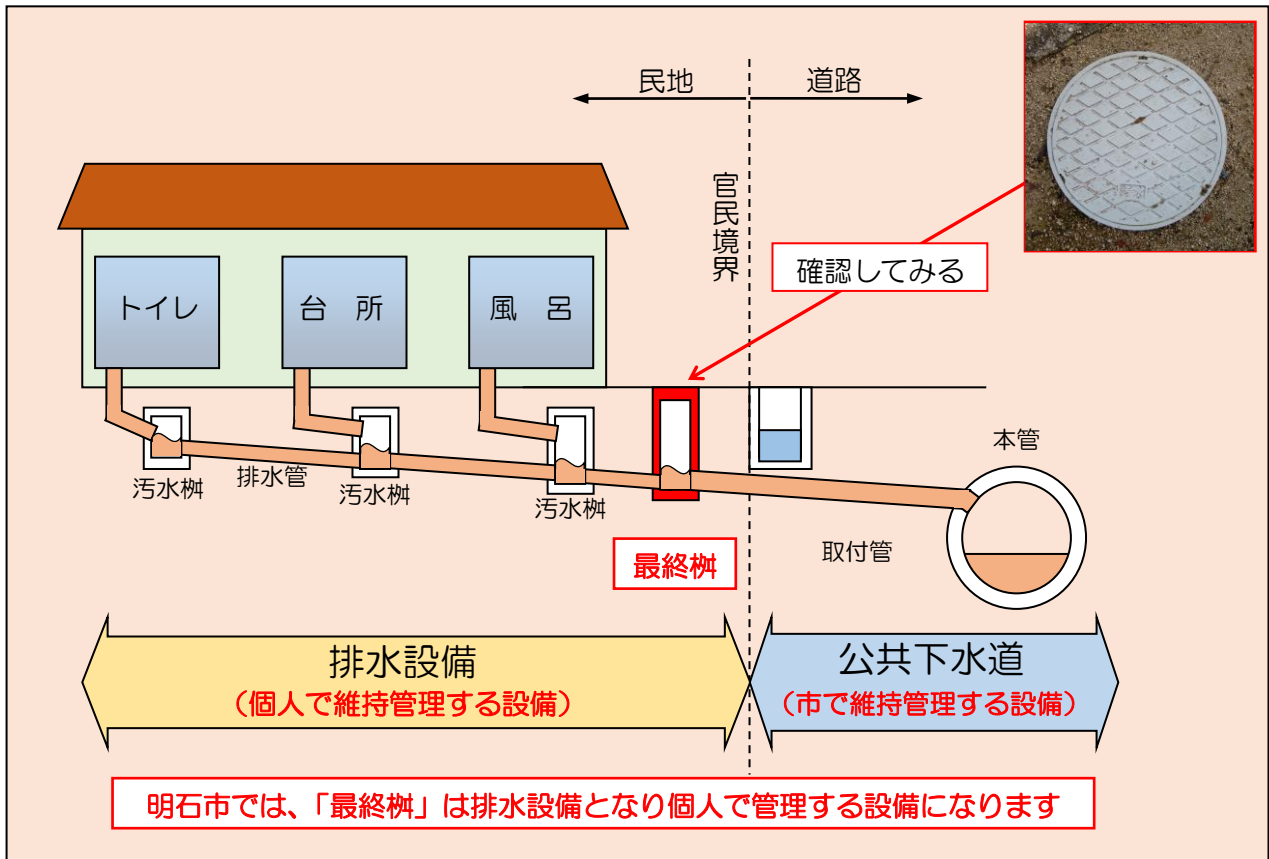 民地
道路
官民境界
確認してみる
トイレ
台 所
風 呂
汚水桝
排水管
汚水桝
汚水桝
本管
取付管
最終桝
排水設備
(個人で維持管理する設備)
公共下水道
(市で維持管理する設備)
明石市では、「最終桝」は排水設備となり個人で管理する設備になります